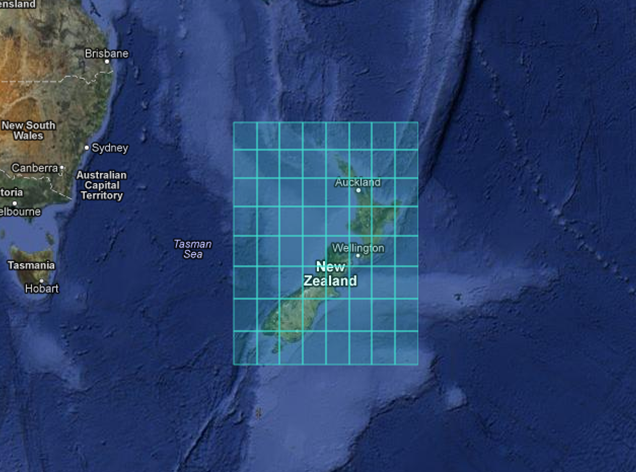 ensland
Brisbane
New South
Wales
Sydney
Canberra
Australian
Capital
Territory
toria
elbourne
Tasmania
Hobart
Tasman
Sea
Auckland
Wellington
New
Zealand